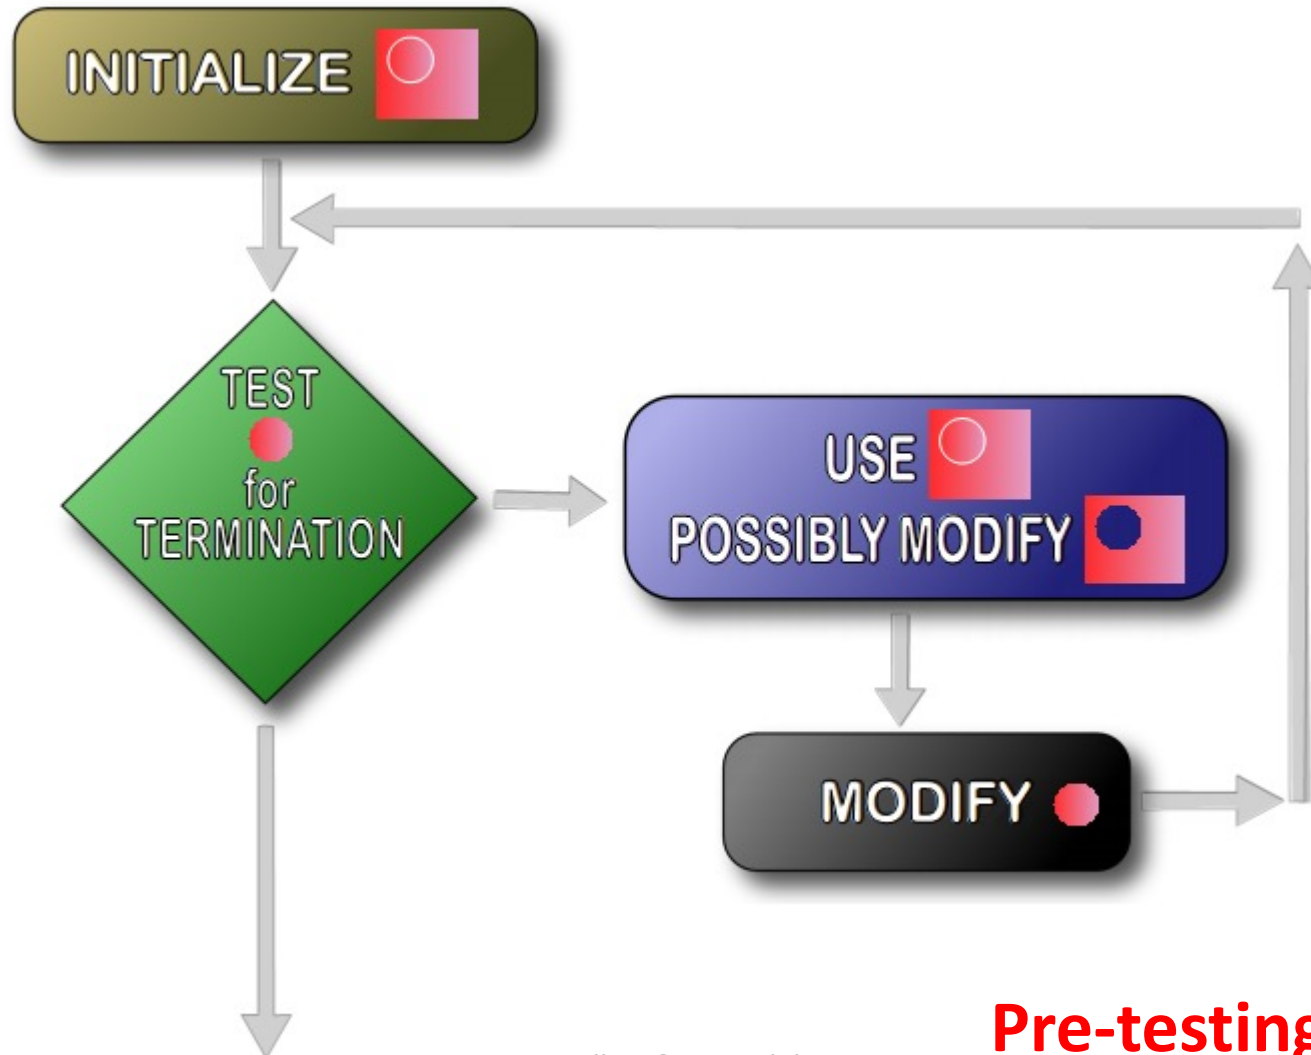 INITIALIZE
TEST
for
TERMINATION
USE
POSSIBLY MODIFY
MODIFY
Pre-testing